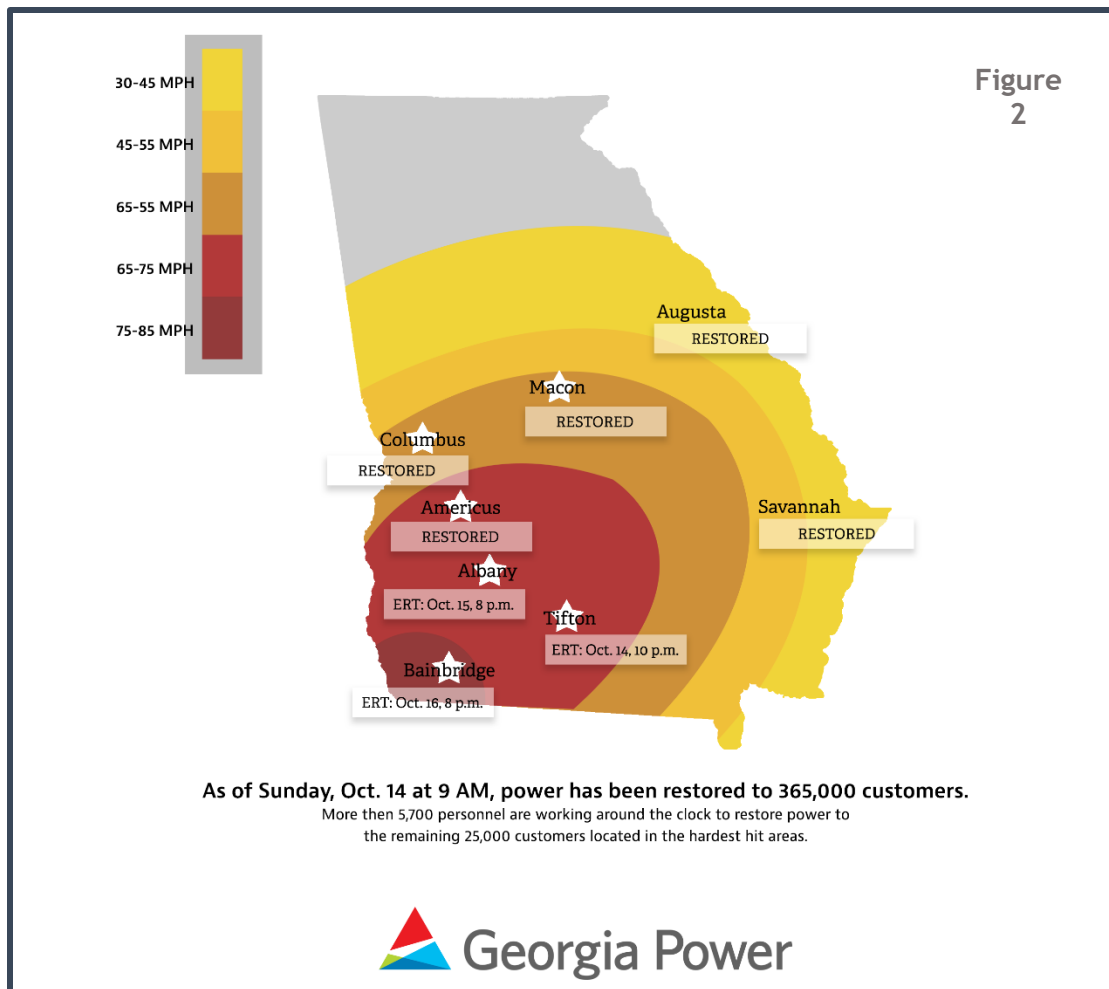 30-45 MPH
45-55 MPH
65-55 MPH
65-75 MPH
75-85 MPH
Figure
2
Augusta
RESTORED
Macon
RESTORED
Columbus
RESTORED
Americus
RESTORED
Savannah
RESTORED
Albany
ERT: Oct. 15, 8 p.m.
Tifton
ERT: Oct. 14, 10 p.m.
Bainbridge
ERT: Oct. 16, 8 p.m.
As of Sunday, Oct. 14 at 9 AM, power has been restored to 365,000 customers.
More then 5,700 personnel are working around the clock to restore power to
the remaining 25,000 customers located in the hardest hit areas.
Georgia Power